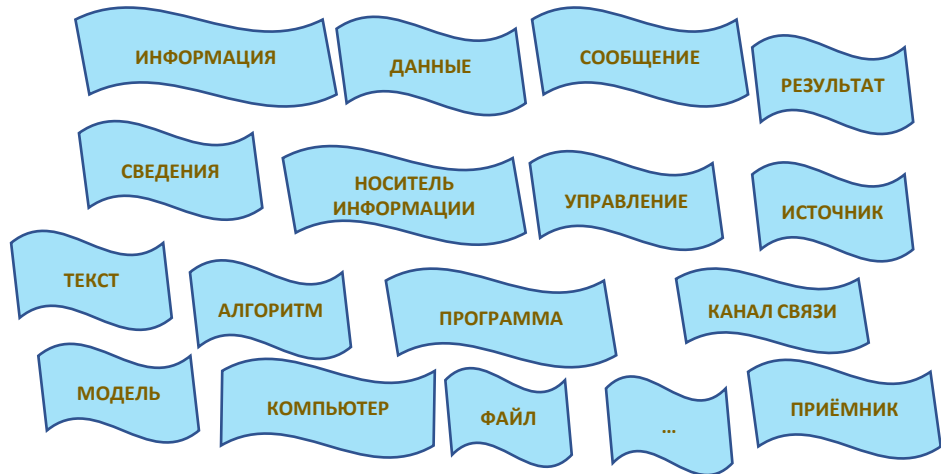 ИНФОРМАЦИЯ
ДАННЫЕ
СООБЩЕНИЕ
РЕЗУЛЬТАТ
СВЕДЕНИЯ
НОСИТЕЛЬ
ИНФОРМАЦИИ
УПРАВЛЕНИЕ
ИСТОЧНИК
ТЕКСТ
АЛГОРИТМ
ПРОГРАММА
КАНАЛ СВЯЗИ
МОДЕЛЬ
КОМПЬЮТЕР
ФАЙЛ
...
ПРИЁМНИК